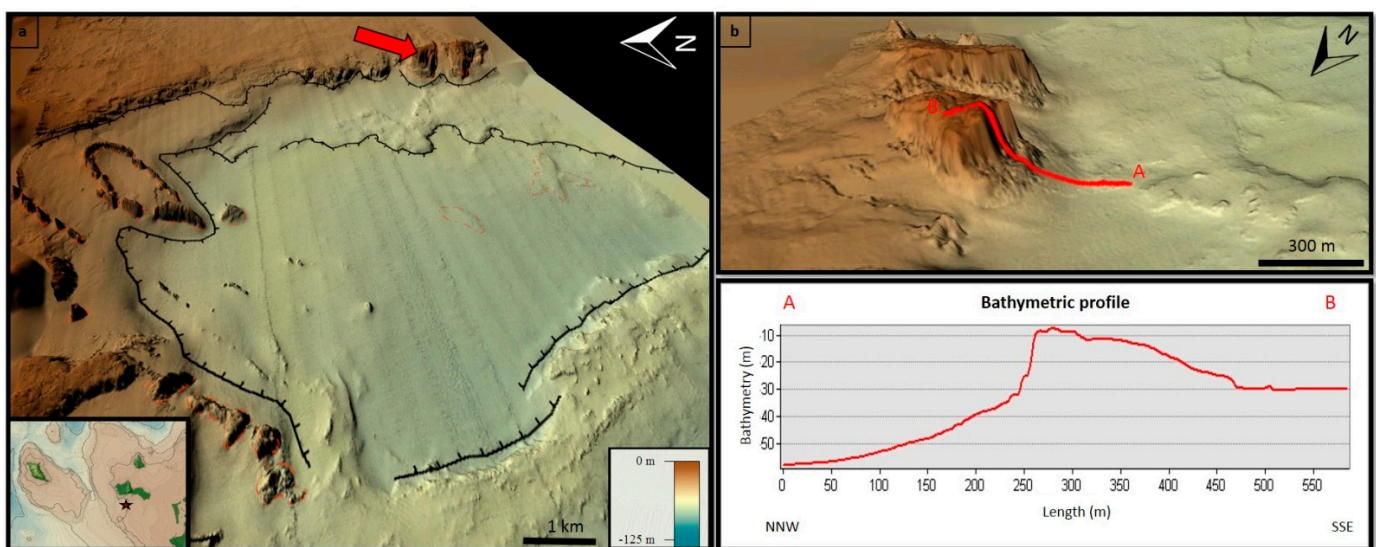 a
N
1 km
0 m
-125 m
b
N
B
A
300 m
A
Bathymetric profile
B
Bathymetry (m)
-10
-20
-30
-40
-50
0 50 100 150 200 250 300 350 400 450 500 550
Length (m)
NNW
SSE